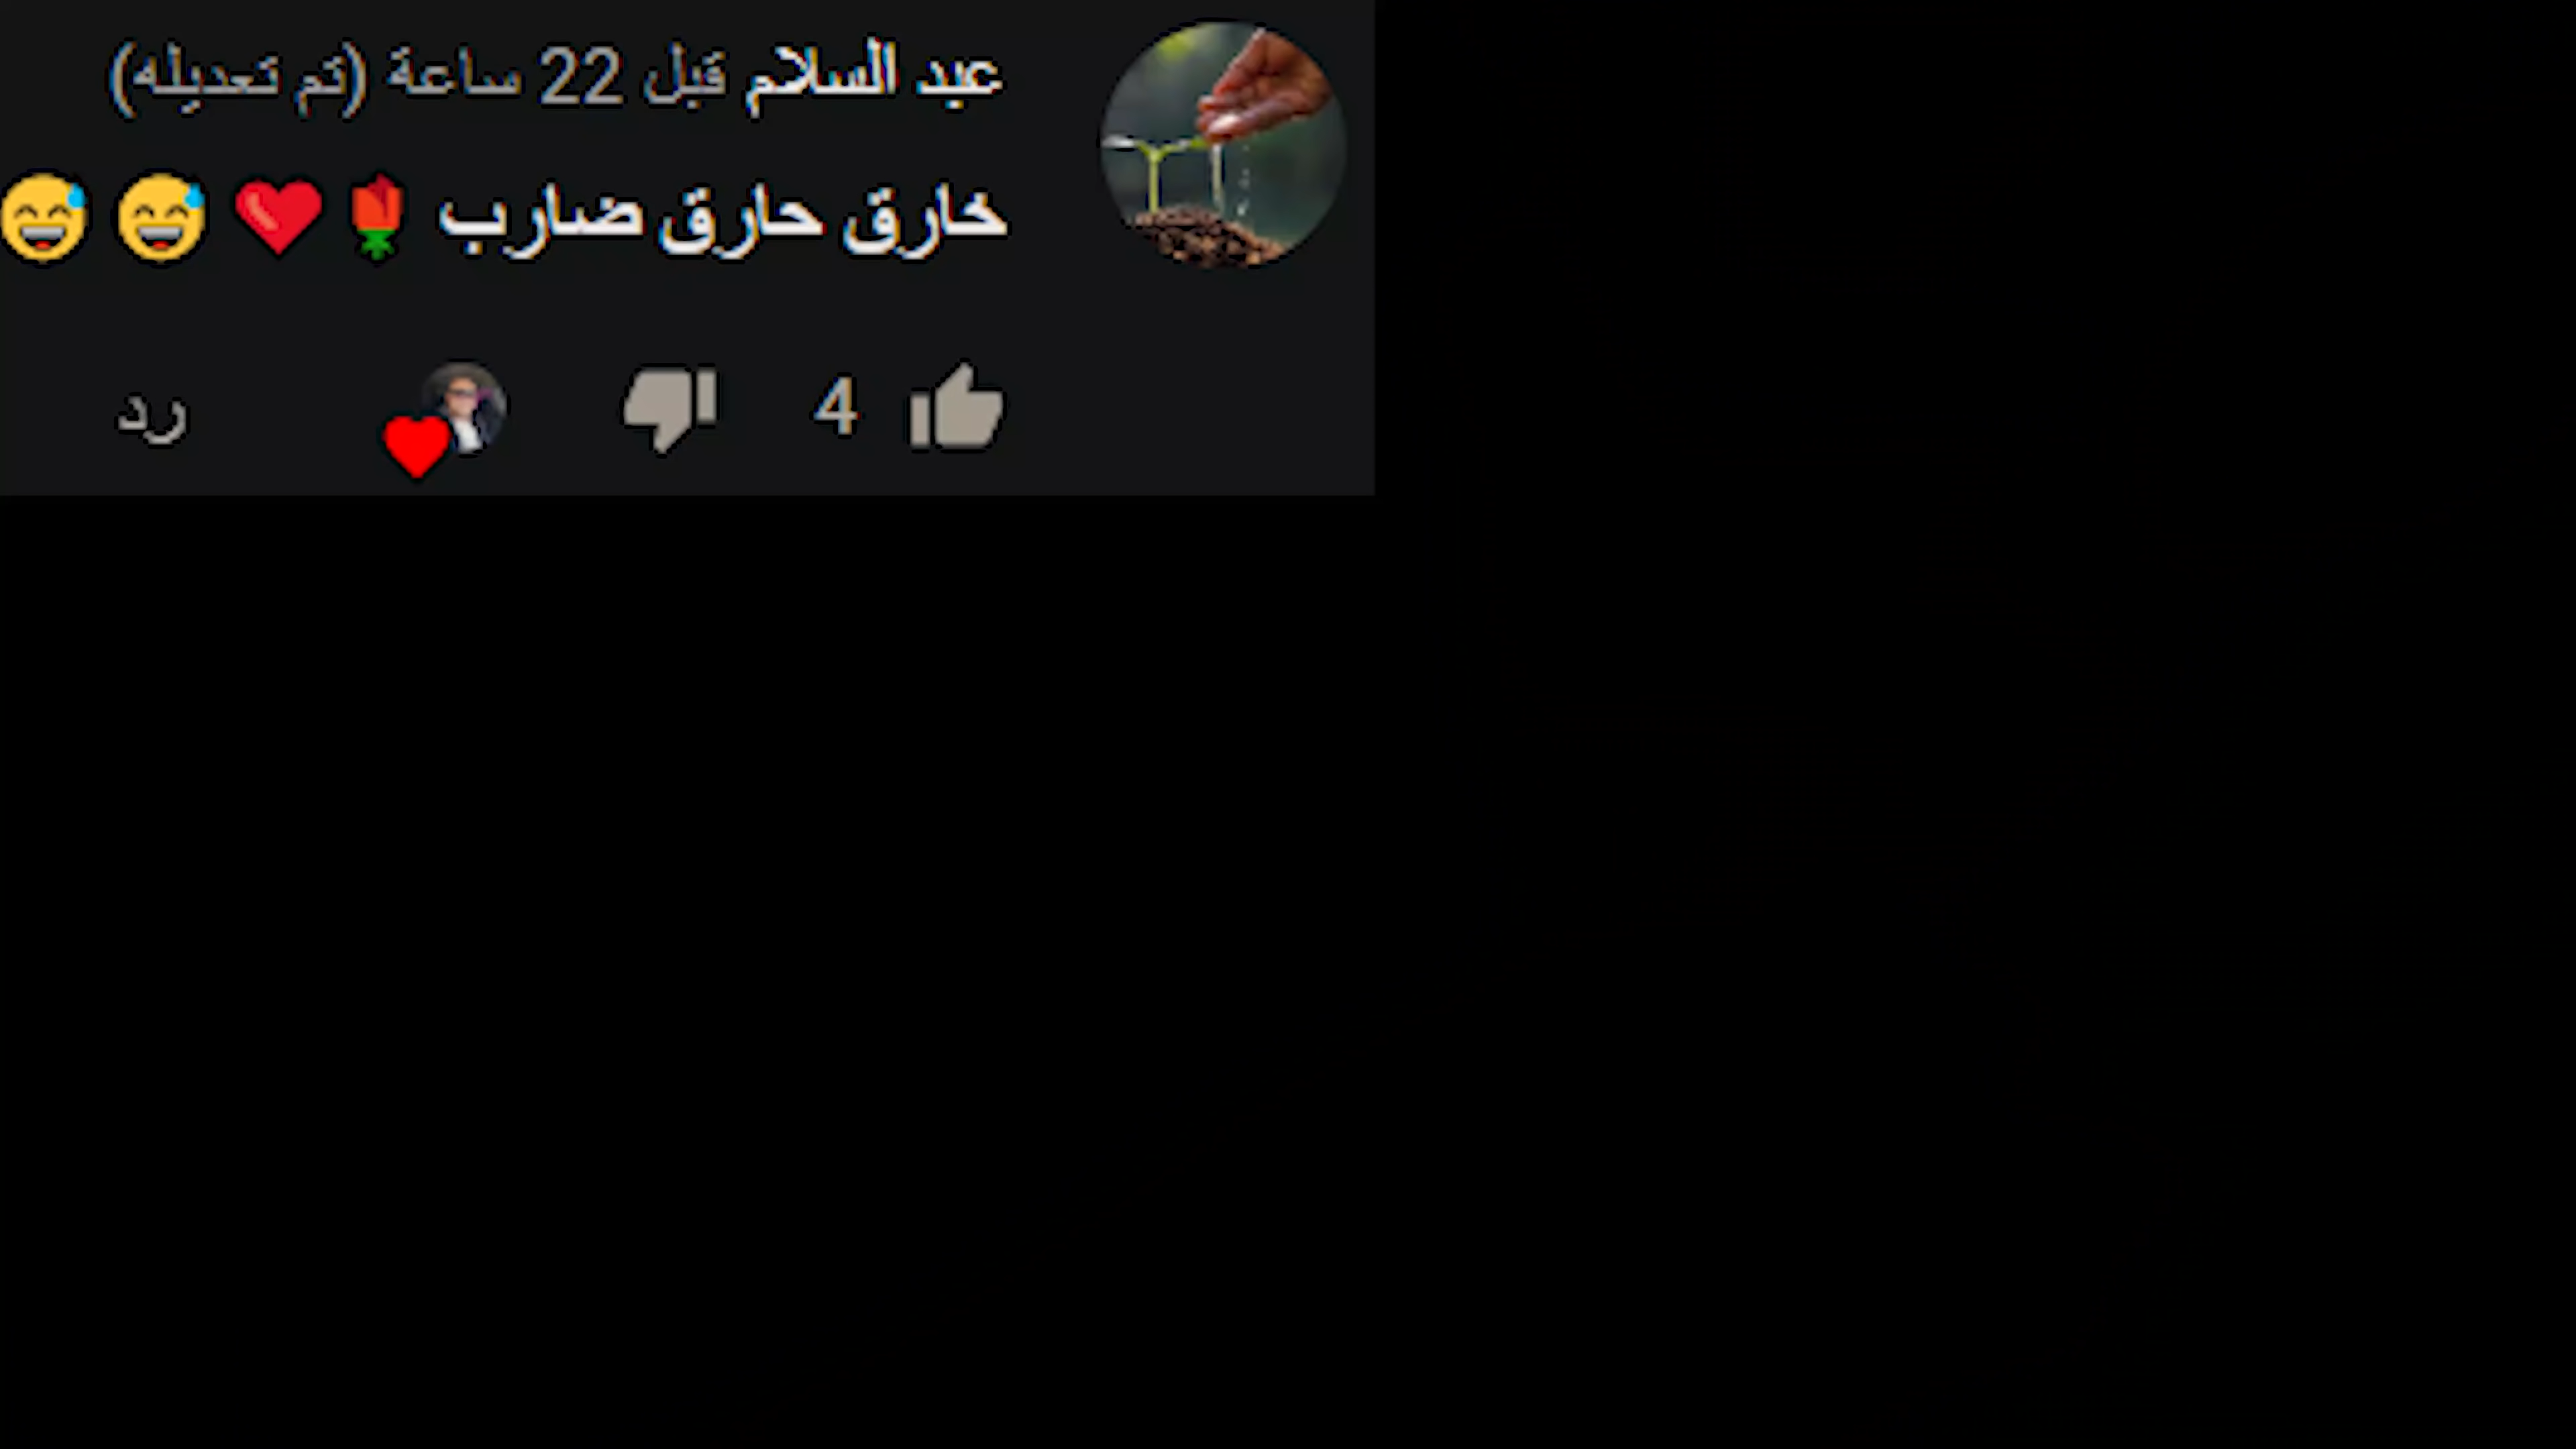 عبد السلام قبل 22 ساعة (تم تعديله)
خارق حارق ضارب 🌹 ❤️ 😅 😅
4
رد